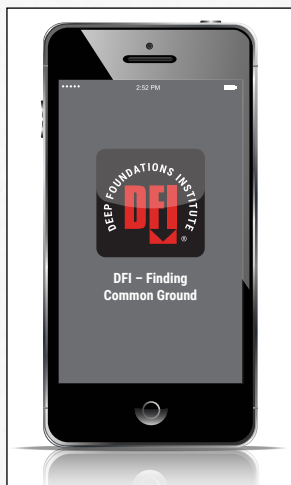 2:52 PM
DEEP FOUNDATIONS INSTITUTE
DFI
®
DFI – Finding
Common Ground